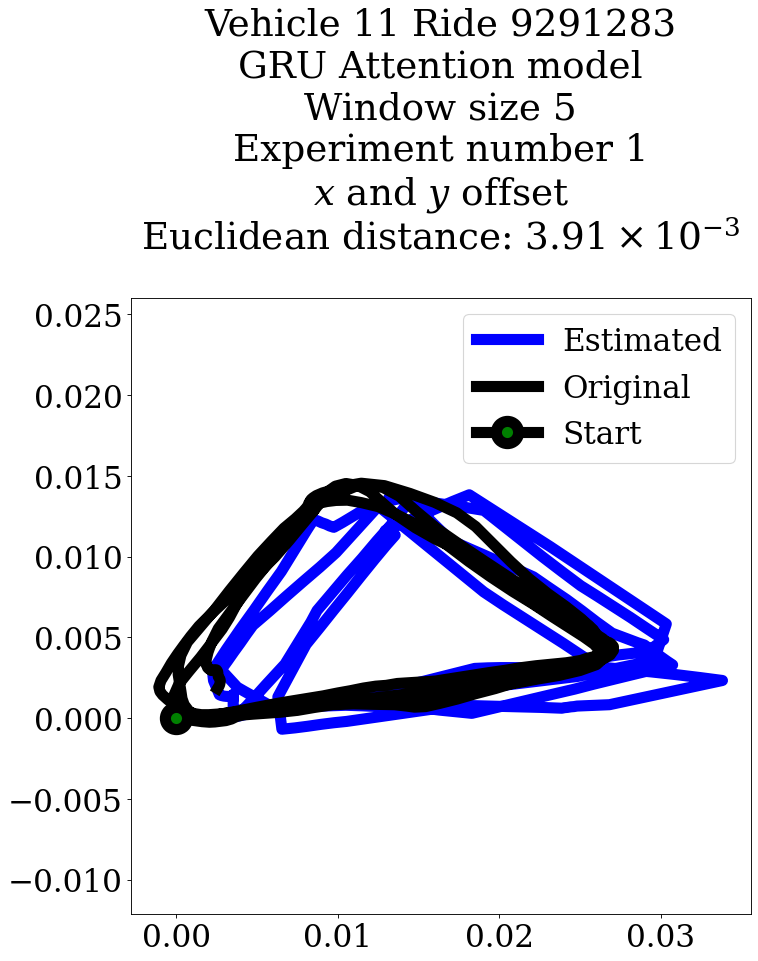 Vehicle 11 Ride 9291283
GRU Attention model
Window size 5
Experiment number 1
x and y offset
Euclidean distance: 3.91 × 10⁻³
Estimated
Original
Start
0.025
0.020
0.015
0.010
0.005
0.000
−0.005
−0.010
0.00 0.01 0.02 0.03